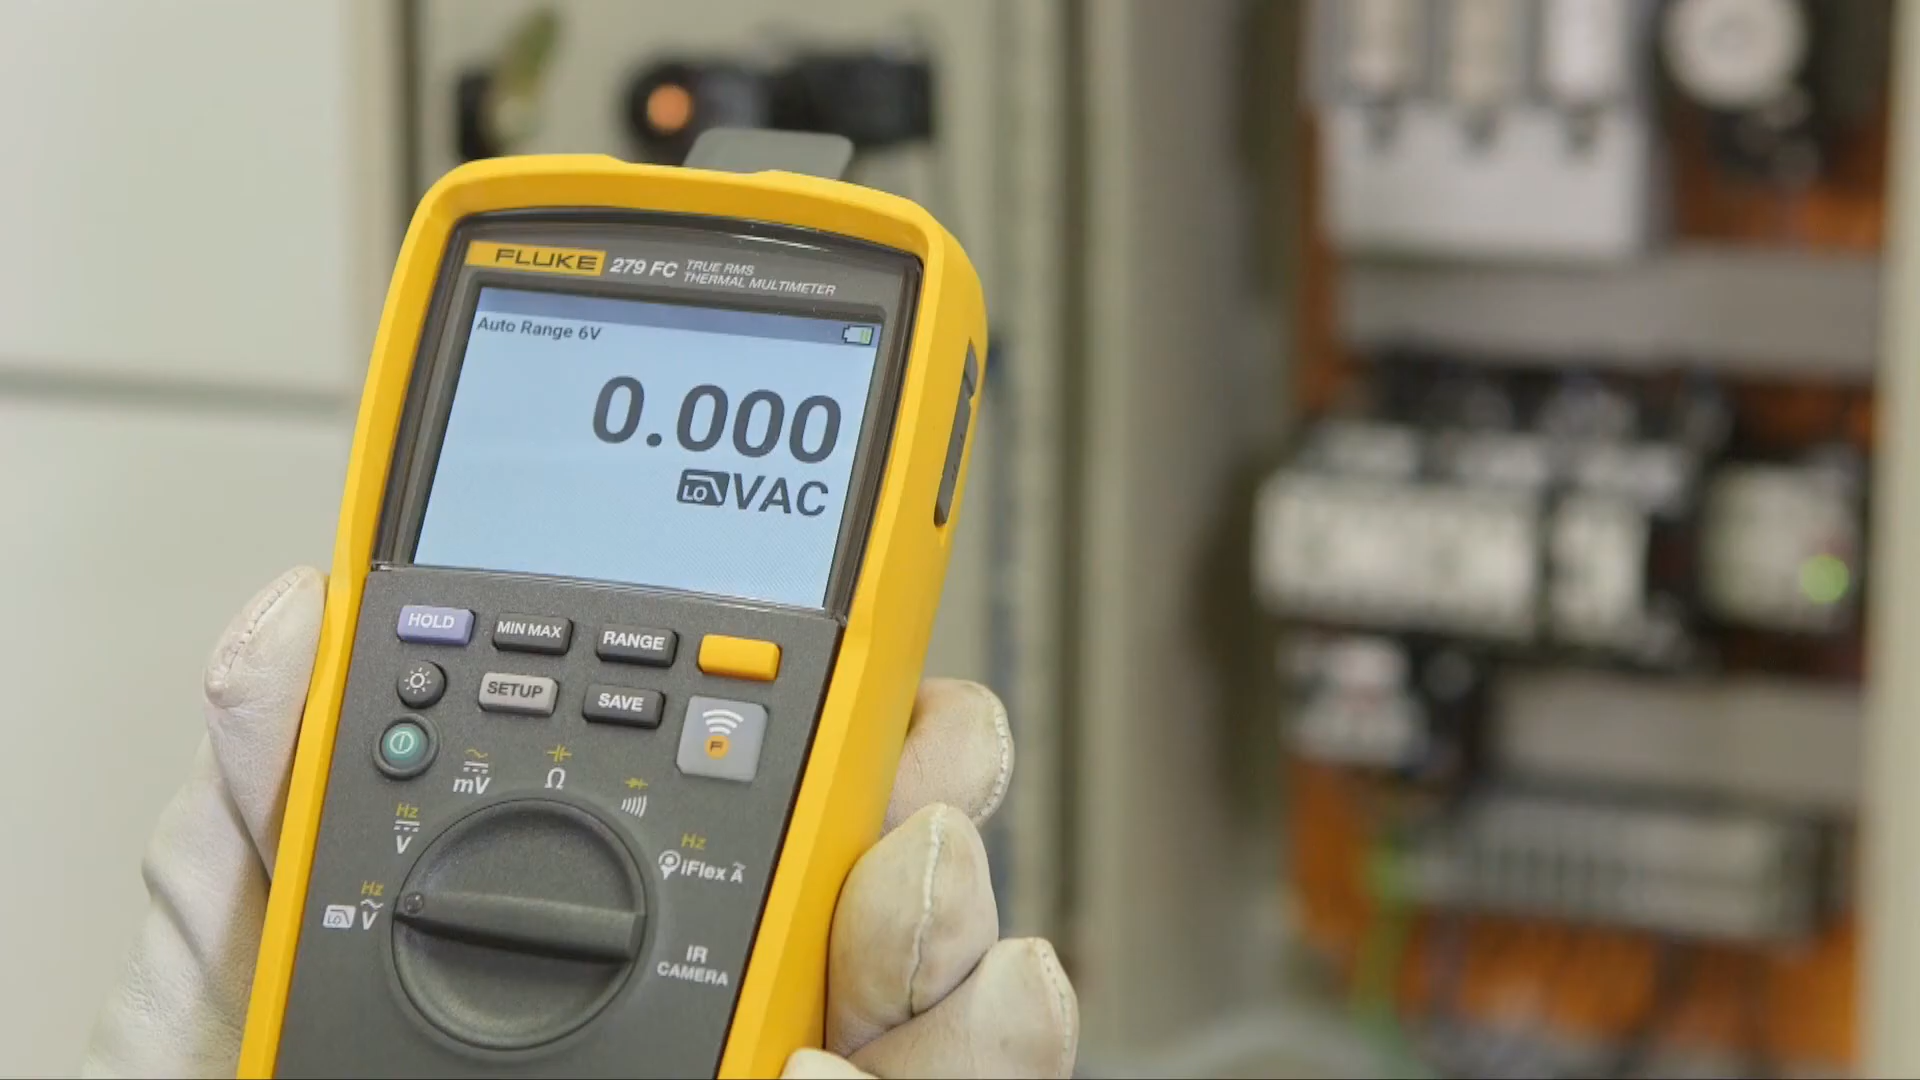 FLUKE 279 FC TRUE RMS
THERMAL MULTIMETER
Auto Range 6V
0.000
LO VAC
HOLD MIN MAX RANGE
SETUP SAVE
F
mV Ω
Hz
V
Hz
iFlex A
Hz
LO V
IR
CAMERA